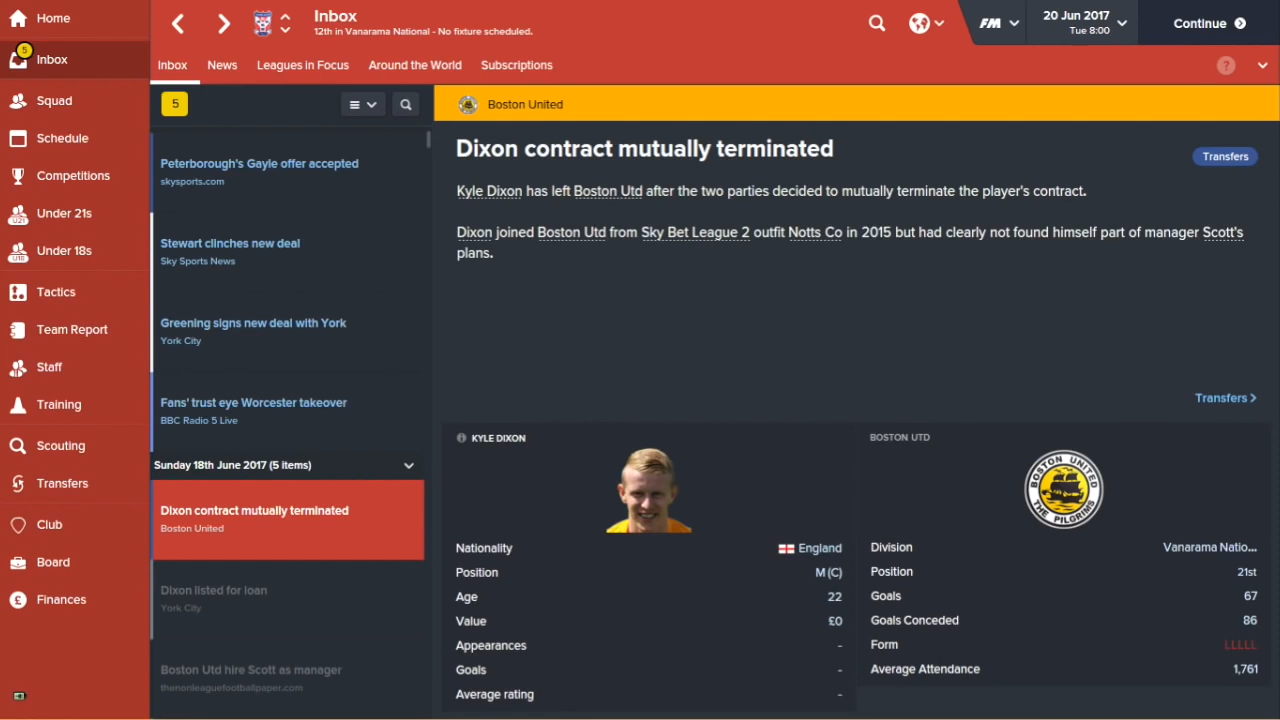 Home
5
Inbox
Squad
Schedule
Competitions
U21
Under 21s
U18
Under 18s
Tactics
Team Report
Staff
Training
Scouting
Transfers
Club
Board
£
Finances
Inbox
12th in Vanarama National - No fixture scheduled.
FM
20 Jun 2017
Tue 8:00
Continue
Inbox
News
Leagues in Focus
Around the World
Subscriptions
?
5
Peterborough's Gayle offer accepted
skysports.com
Stewart clinches new deal
Sky Sports News
Greening signs new deal with York
York City
Fans' trust eye Worcester takeover
BBC Radio 5 Live
Sunday 18th June 2017 (5 items)
Dixon contract mutually terminated
Boston United
Dixon listed for loan
York City
Boston Utd hire Scott as manager
thenonleaguefootballpaper.com
Boston United
Dixon contract mutually terminated
Transfers
Kyle Dixon has left Boston Utd after the two parties decided to mutually terminate the player's contract.
Dixon joined Boston Utd from Sky Bet League 2 outfit Notts Co in 2015 but had clearly not found himself part of manager Scott's
plans.
Transfers
KYLE DIXON
Nationality England
Position M (C)
Age 22
Value £0
Appearances -
Goals -
Average rating -
BOSTON UTD
BOSTON UNITED
THE PILGRIMS
Division Vanarama Natio...
Position 21st
Goals 67
Goals Conceded 86
Form LLLLL
Average Attendance 1,761